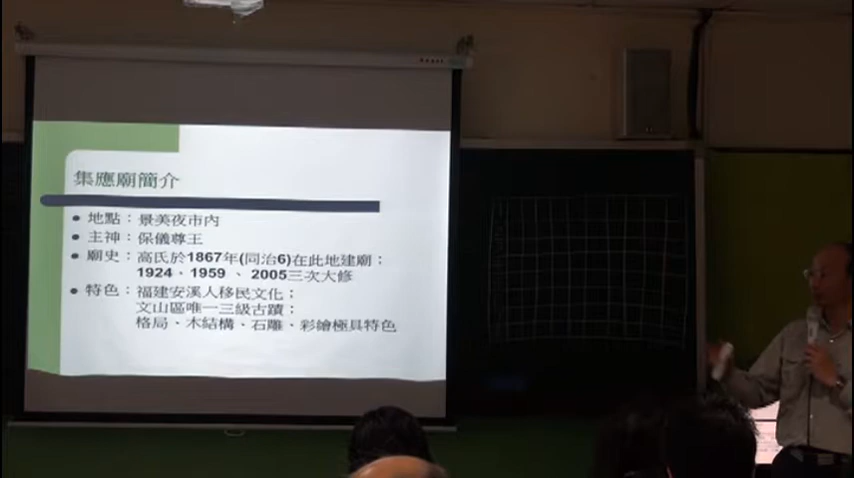 集應廟簡介
地點：景美夜市內
主神：保儀尊王
廟史：高氏於1867年(同治6)在此地建廟；
1924、1959、2005三次大修
特色：福建安溪人移民文化；
文山區唯一三級古蹟；
格局、木結構、石雕、彩繪極具特色